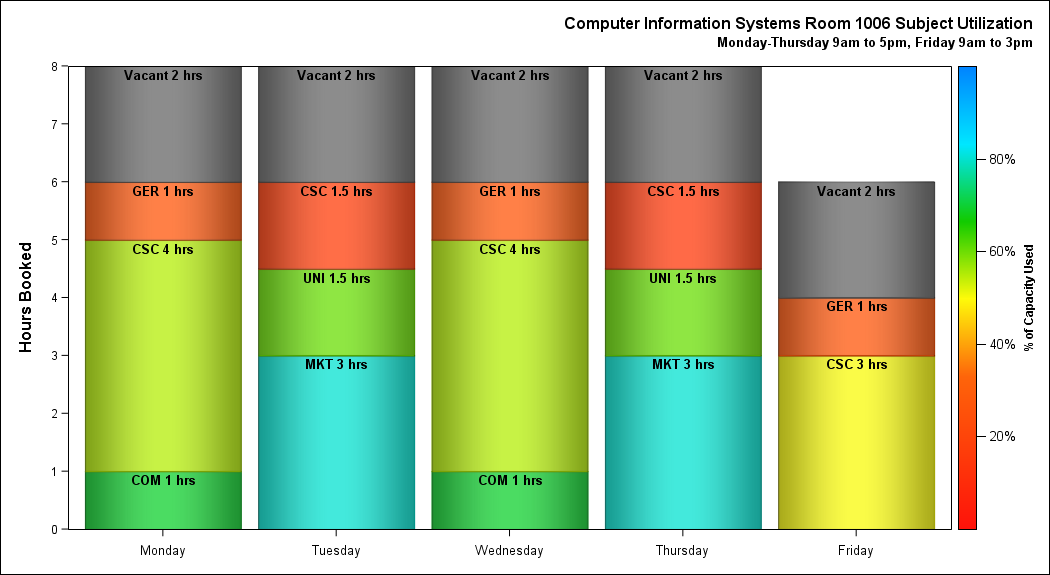 Computer Information Systems Room 1006 Subject Utilization
Monday-Thursday 9am to 5pm, Friday 9am to 3pm
Hours Booked
8
7
6
5
4
3
2
1
0
Vacant 2 hrs
GER 1 hrs
CSC 4 hrs
COM 1 hrs
Vacant 2 hrs
CSC 1.5 hrs
UNI 1.5 hrs
MKT 3 hrs
Vacant 2 hrs
GER 1 hrs
CSC 4 hrs
COM 1 hrs
Vacant 2 hrs
CSC 1.5 hrs
UNI 1.5 hrs
MKT 3 hrs
Vacant 2 hrs
GER 1 hrs
CSC 3 hrs
Monday
Tuesday
Wednesday
Thursday
Friday
80%
60%
40%
20%
% of Capacity Used